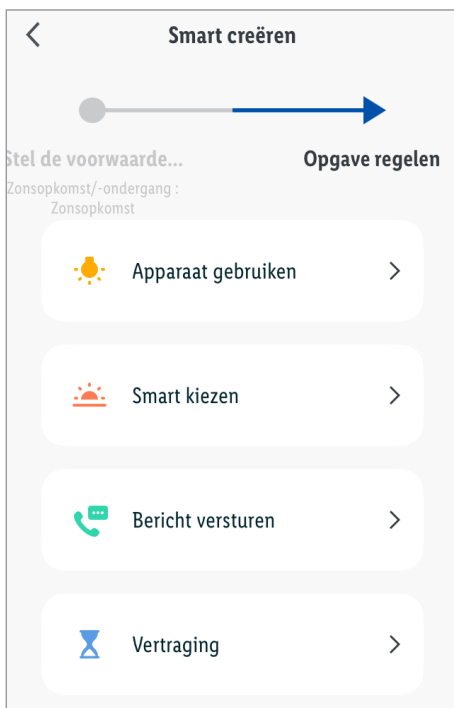 Smart creëren
Stel de voorwaarde...
Opgave regelen
Zonsopkomst/-ondergang :
Zonsopkomst
Apparaat gebruiken
Smart kiezen
Bericht versturen
Vertraging